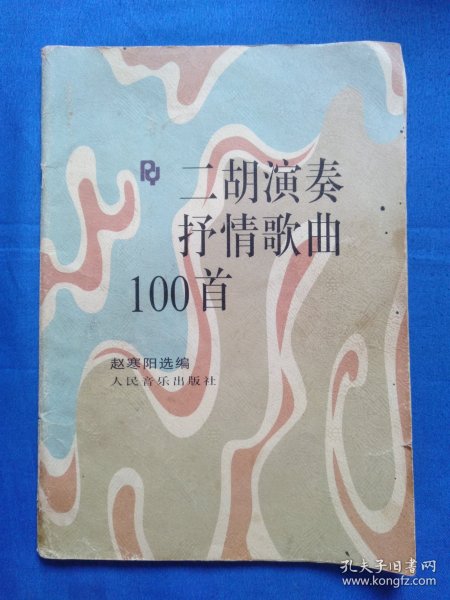 二胡演奏
抒情歌曲
100首
赵寒阳选编
人民音乐出版社
孔夫子旧书网
www.kongfz.com